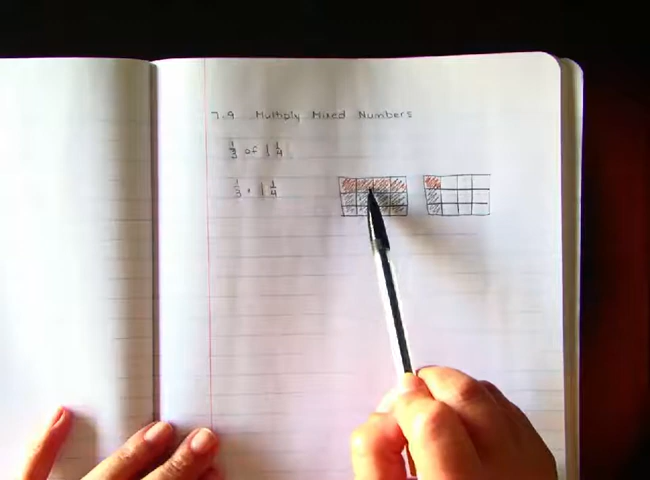 7.9 Multiply Mixed Numbers
1/3 of 1 1/4
1/3 · 1 1/4